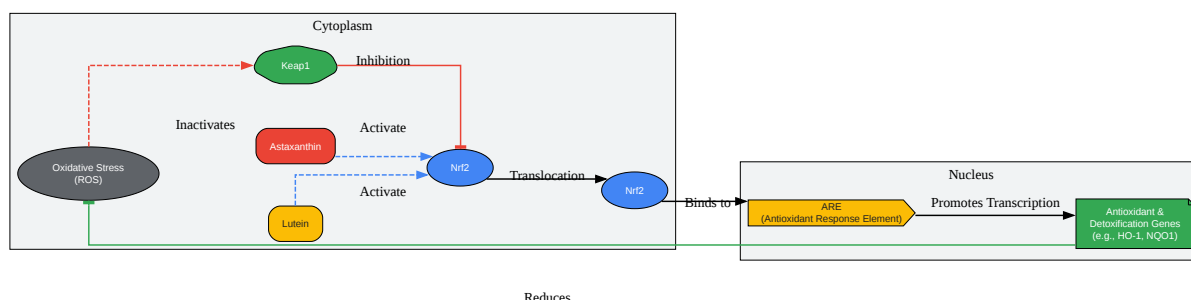 Cytoplasm
Keap1
Inhibition
Inactivates
Activate
Astaxanthin
Oxidative Stress
(ROS)
Nrf2
Activate
Lutein
Translocation
Nrf2
Binds to
Nucleus
ARE
(Antioxidant Response Element)
Promotes Transcription
Antioxidant &
Detoxification Genes
(e.g., HO-1, NQO1)
Reduces